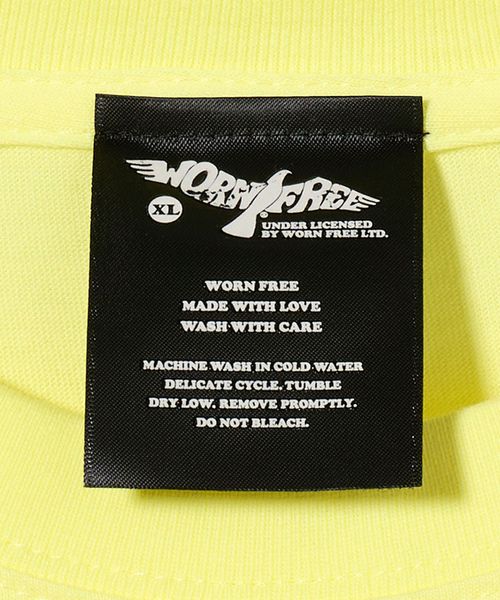 WORN FREE
XL
®
UNDER LICENSED
BY WORN FREE LTD.
WORN FREE
MADE WITH LOVE
WASH WITH CARE
MACHINE WASH IN COLD WATER
DELICATE CYCLE. TUMBLE
DRY LOW. REMOVE PROMPTLY.
DO NOT BLEACH.